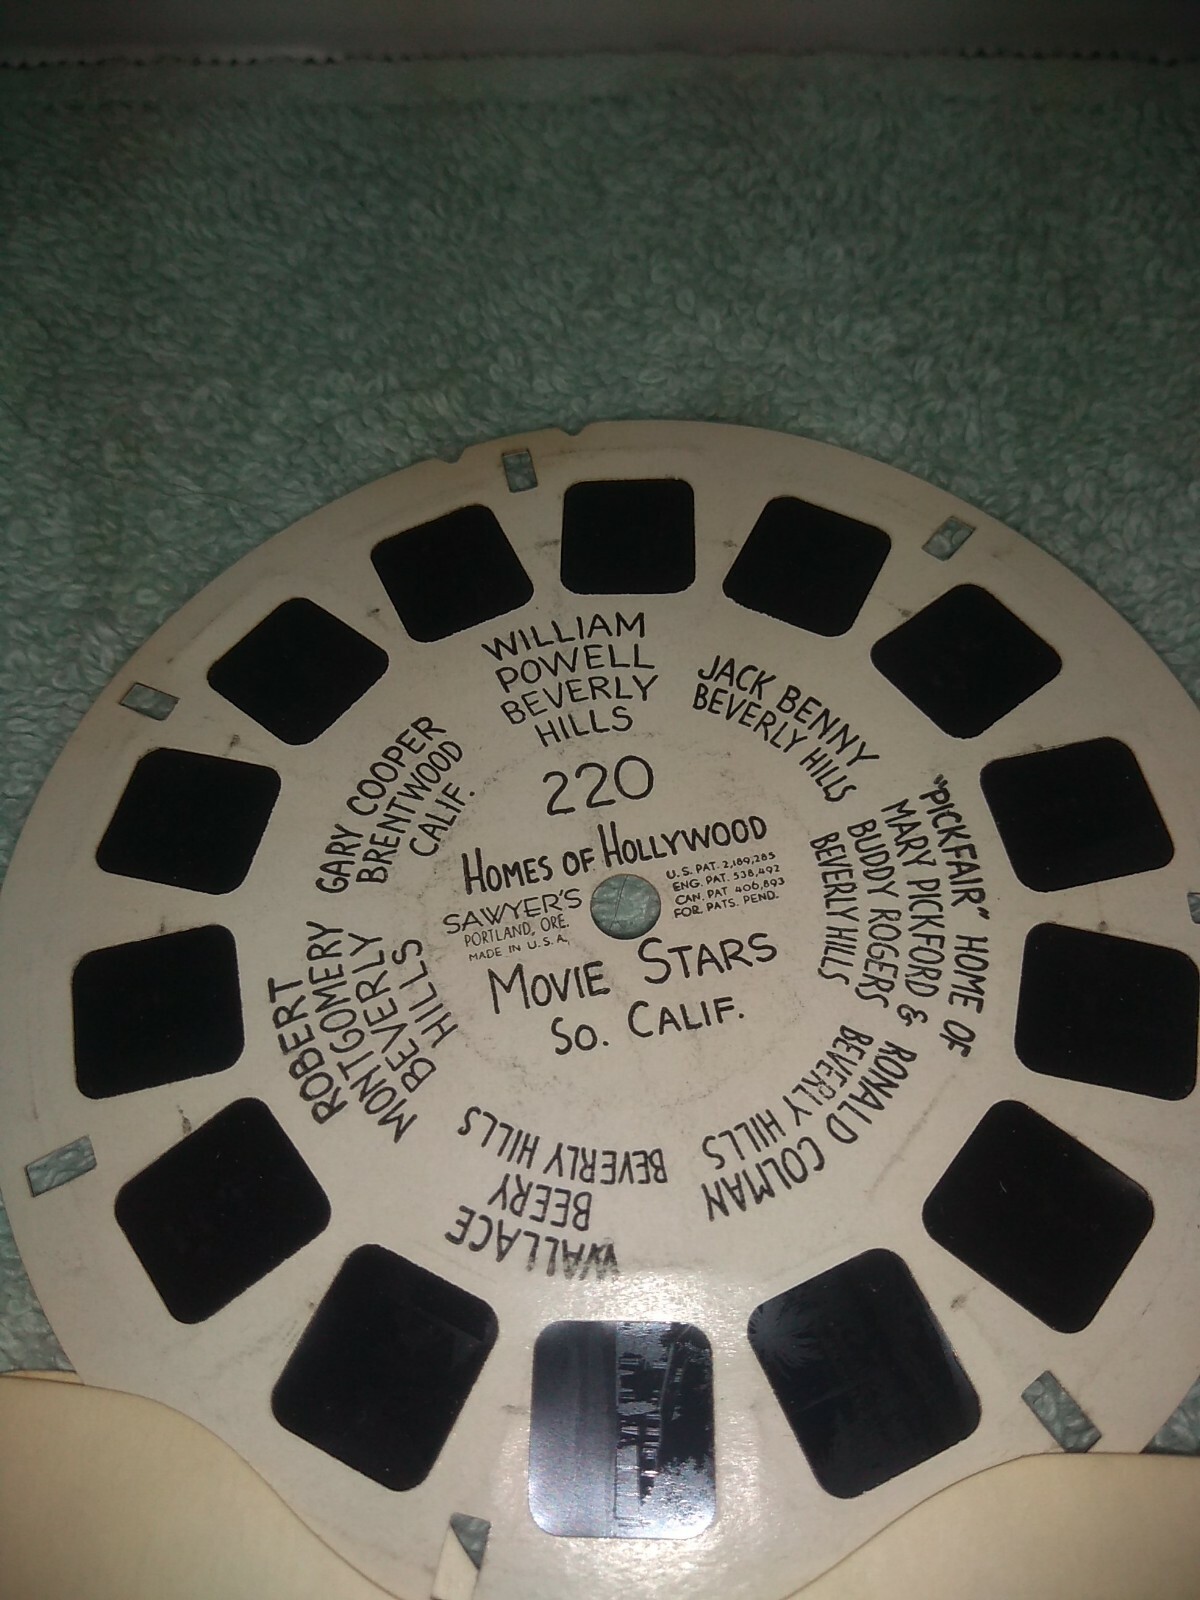 220
HOMES OF HOLLYWOOD
SAWYER'S
PORTLAND, ORE.
MADE IN U.S.A.
U.S. PAT. 2,189,285
ENG. PAT. 538,492
CAN. PAT 406,893
FOR. PATS. PEND.
MOVIE STARS
SO. CALIF.
WILLIAM
POWELL
BEVERLY
HILLS
JACK BENNY
BEVERLY HILLS
"PICKFAIR" HOME OF
MARY PICKFORD &
BUDDY ROGERS
BEVERLY HILLS
RONALD COLMAN
BEVERLY HILLS
WALLACE
BEERY
BEVERLY HILLS
ROBERT
MONTGOMERY
BEVERLY
HILLS
GARY COOPER
BRENTWOOD
CALIF.